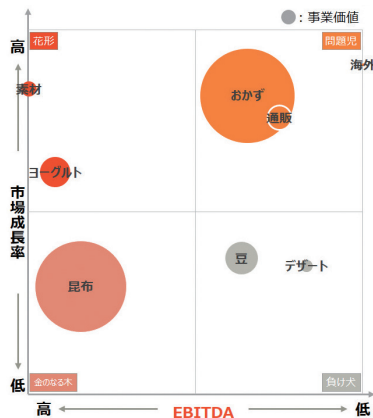 ●: 事業価値
高
花形
問題児
海外
素材
おかず
通販
ヨーグルト
市場成長率
豆
デザート
昆布
低
金のなる木
負け犬
高
EBITDA
低